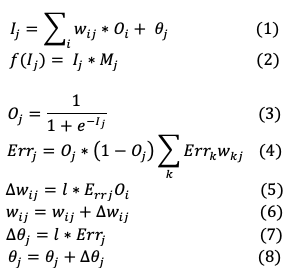 I_j = ∑_i w_ij * O_i + θ_j (1)
f(I_j) = I_j * M_j (2)
O_j = 1 / (1 + e^{-I_j}) (3)
Err_j = O_j * (1 − O_j) ∑_k Err_k w_kj (4)
Δw_ij = l * E_rrj O_i (5)
w_ij = w_ij + Δw_ij (6)
Δθ_j = l * Err_j (7)
θ_j = θ_j + Δθ_j (8)